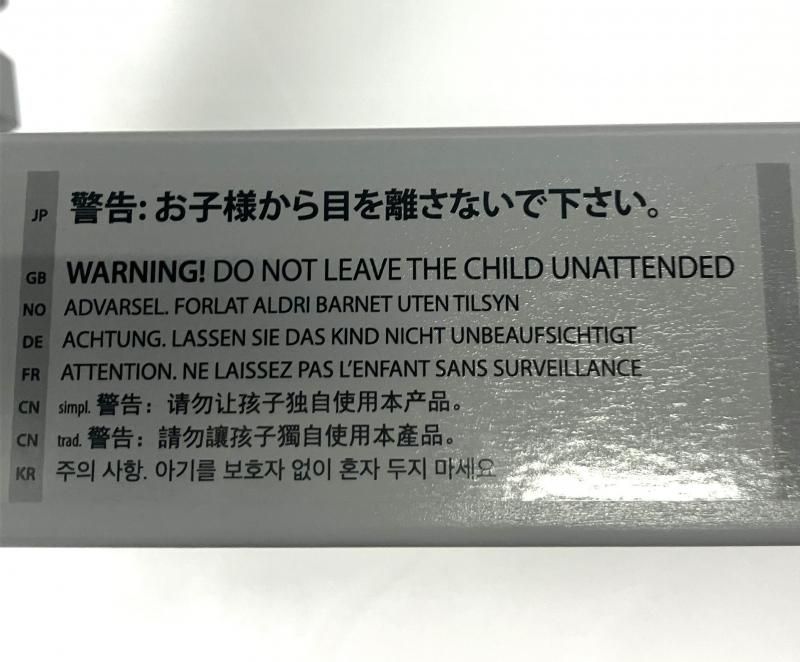 JP 警告: お子様から目を離さないで下さい。
GB WARNING! DO NOT LEAVE THE CHILD UNATTENDED
NO ADVARSEL. FORLAT ALDRI BARNET UTEN TILSYN
DE ACHTUNG. LASSEN SIE DAS KIND NICHT UNBEAUFSICHTIGT
FR ATTENTION. NE LAISSEZ PAS L'ENFANT SANS SURVEILLANCE
CN simpl. 警告：请勿让孩子独自使用本产品。
CN trad. 警告：請勿讓孩子獨自使用本產品。
KR 주의 사항. 아기를 보호자 없이 혼자 두지 마세요